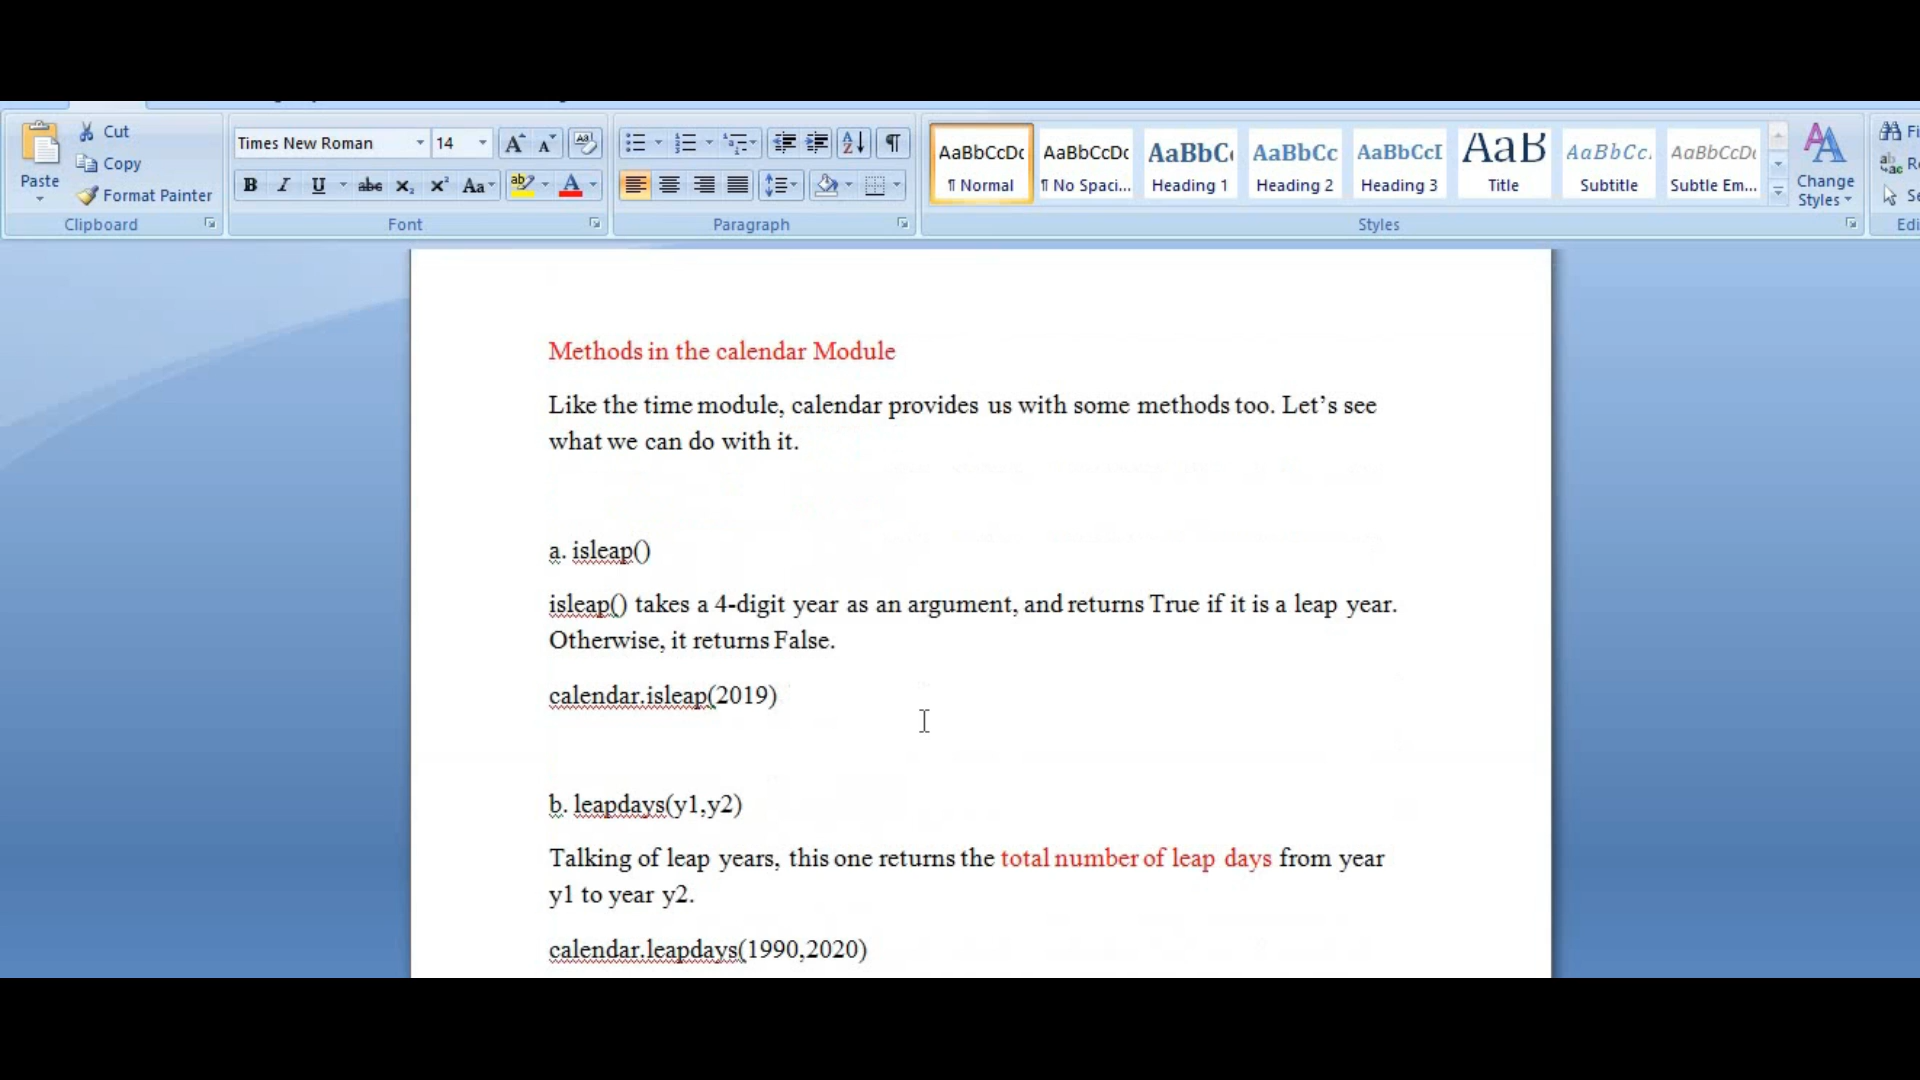 Cut
Copy
Format Painter
Paste
Clipboard
Times New Roman
14
Font
Paragraph
AaBbCcDc AaBbCcDc AaBbC AaBbCc AaBbCcI AaB AaBbCc. AaBbCcDc
¶ Normal ¶ No Spaci... Heading 1 Heading 2 Heading 3 Title Subtitle Subtle Em...
Styles
Change
Styles
Methods in the calendar Module
Like the time module, calendar provides us with some methods too. Let’s see
what we can do with it.
a. isleap()
isleap() takes a 4-digit year as an argument, and returns True if it is a leap year.
Otherwise, it returns False.
calendar.isleap(2019)
b. leapdays(y1,y2)
Talking of leap years, this one returns the total number of leap days from year
y1 to year y2.
calendar.leapdays(1990,2020)